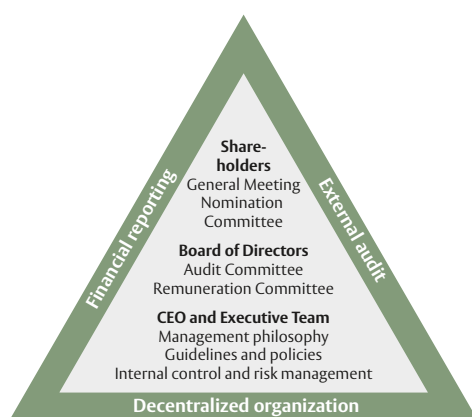 Share-
holders
General Meeting
Nomination
Committee
Board of Directors
Audit Committee
Remuneration Committee
CEO and Executive Team
Management philosophy
Guidelines and policies
Internal control and risk management
Financial reporting
External audit
Decentralized organization